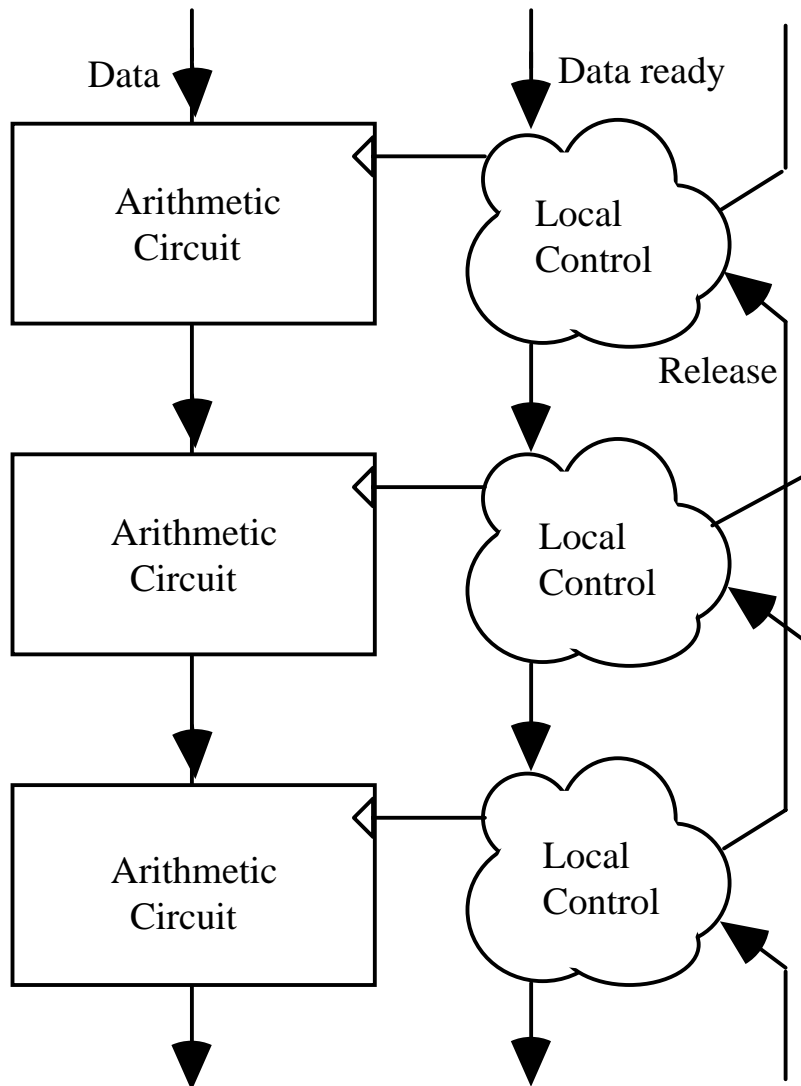 Data
Data ready
Arithmetic
Circuit
Local
Control
Release
Arithmetic
Circuit
Local
Control
Arithmetic
Circuit
Local
Control